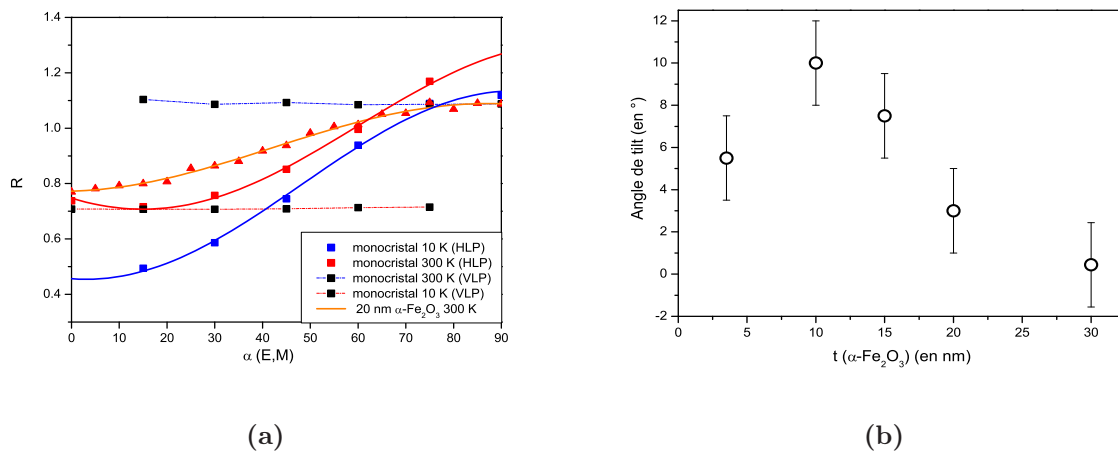 1.4
1.2
1.0
0.8
0.6
0.4
R
0
10
20
30
40
50
60
70
80
90
α (E,M)
monocristal 10 K (HLP)
monocristal 300 K (HLP)
monocristal 300 K (VLP)
monocristal 10 K (VLP)
20 nm α-Fe₂O₃ 300 K
(a)
12
10
8
6
4
2
0
-2
Angle de tilt (en °)
0
5
10
15
20
25
30
t (α-Fe₂O₃) (en nm)
(b)